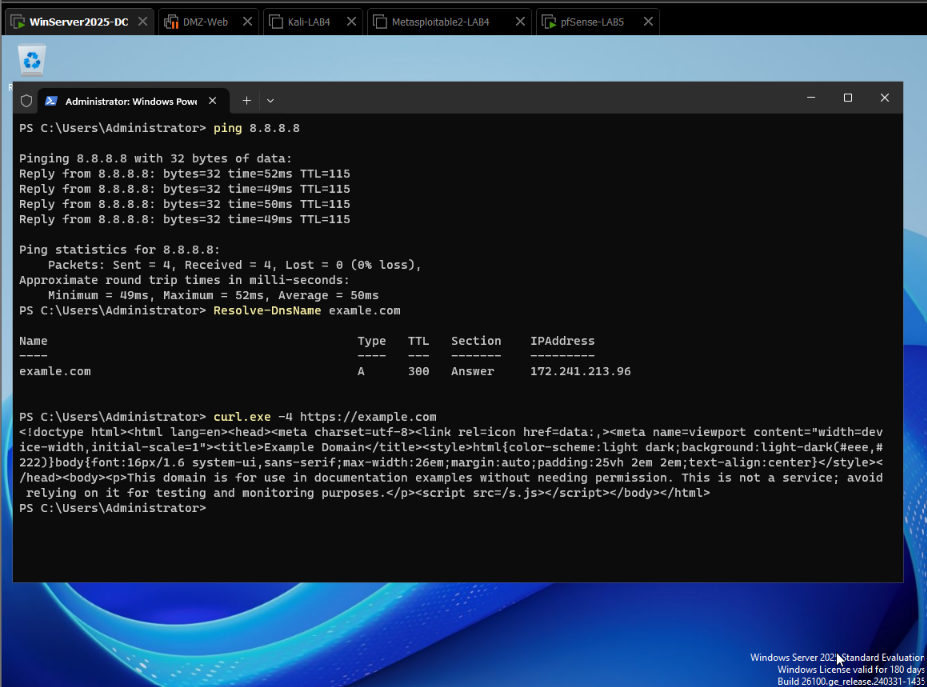 WinServer2025-DC
DMZ-Web
Kali-LAB4
Metasploitable2-LAB4
pfSense-LAB5
Administrator: Windows Powe
PS C:\Users\Administrator> ping 8.8.8.8
Pinging 8.8.8.8 with 32 bytes of data:
Reply from 8.8.8.8: bytes=32 time=52ms TTL=115
Reply from 8.8.8.8: bytes=32 time=49ms TTL=115
Reply from 8.8.8.8: bytes=32 time=50ms TTL=115
Reply from 8.8.8.8: bytes=32 time=49ms TTL=115
Ping statistics for 8.8.8.8:
    Packets: Sent = 4, Received = 4, Lost = 0 (0% loss),
Approximate round trip times in milli-seconds:
    Minimum = 49ms, Maximum = 52ms, Average = 50ms
PS C:\Users\Administrator> Resolve-DnsName examle.com
Name Type TTL Section IPAddress
---- ---- --- ------- ---------
examle.com A 300 Answer 172.241.213.96
PS C:\Users\Administrator> curl.exe -4 https://example.com
<!doctype html><html lang=en><head><meta charset=utf-8><link rel=icon href=data:,><meta name=viewport content="width=dev
ice-width,initial-scale=1"><title>Example Domain</title><style>html{color-scheme:light dark;background:light-dark(#eee,#
222)}body{font:16px/1.6 system-ui,sans-serif;max-width:26em;margin:auto;padding:25vh 2em 2em;text-align:center}</style><
/head><body><p>This domain is for use in documentation examples without needing permission. This is not a service; avoid
 relying on it for testing and monitoring purposes.</p><script src=/s.js></script></body></html>
PS C:\Users\Administrator>
Windows Server 2025 Standard Evaluation
Windows License valid for 180 days
Build 26100.ge_release.240331-1435